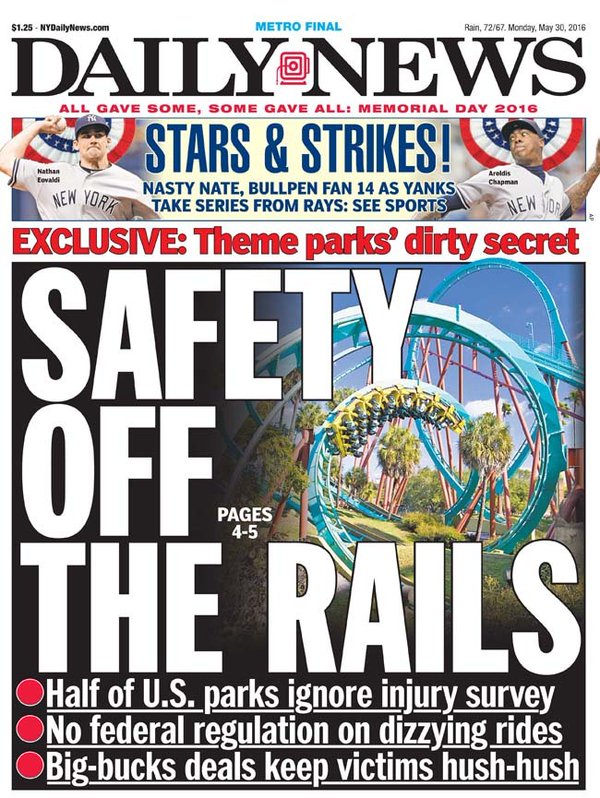 $1.25 - NYDailyNews.com
METRO FINAL
Rain, 72/67. Monday, May 30, 2016
DAILY NEWS
ALL GAVE SOME, SOME GAVE ALL: MEMORIAL DAY 2016
Nathan
Eovaldi
NEW YORK
STARS & STRIKES!
NASTY NATE, BULLPEN FAN 14 AS YANKS
TAKE SERIES FROM RAYS: SEE SPORTS
Aroldis
Chapman
NEW YOR
AP
EXCLUSIVE: Theme parks' dirty secret
SAFETY
OFF
PAGES
4-5
THE RAILS
Half of U.S. parks ignore injury survey
No federal regulation on dizzying rides
Big-bucks deals keep victims hush-hush